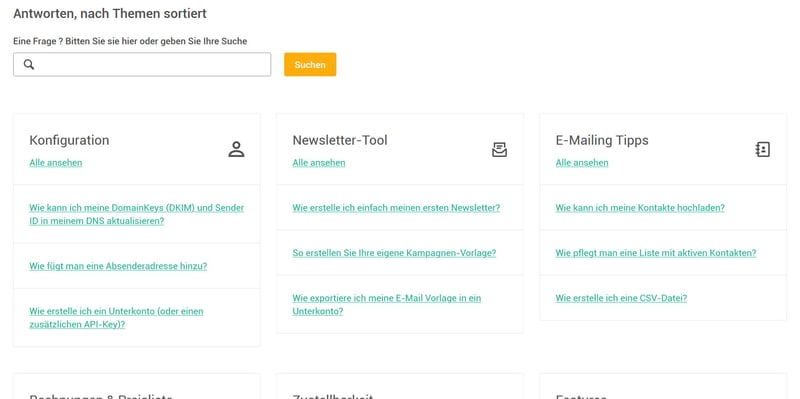 Antworten, nach Themen sortiert
Eine Frage ? Bitten Sie sie hier oder geben Sie Ihre Suche
Suchen
Konfiguration
Alle ansehen
Wie kann ich meine DomainKeys (DKIM) und Sender
ID in meinem DNS aktualisieren?
Wie fügt man eine Absenderadresse hinzu?
Wie erstelle ich ein Unterkonto (oder einen
zusätzlichen API-Key)?
Newsletter-Tool
Alle ansehen
Wie erstelle ich einfach meinen ersten Newsletter?
So erstellen Sie Ihre eigene Kampagnen-Vorlage?
Wie exportiere ich meine E-Mail Vorlage in ein
Unterkonto?
E-Mailing Tipps
Alle ansehen
Wie kann ich meine Kontakte hochladen?
Wie pflegt man eine Liste mit aktiven Kontakten?
Wie erstelle ich eine CSV-Datei?
Rechnungen & Preisliste
Zustellbarkeit
Features